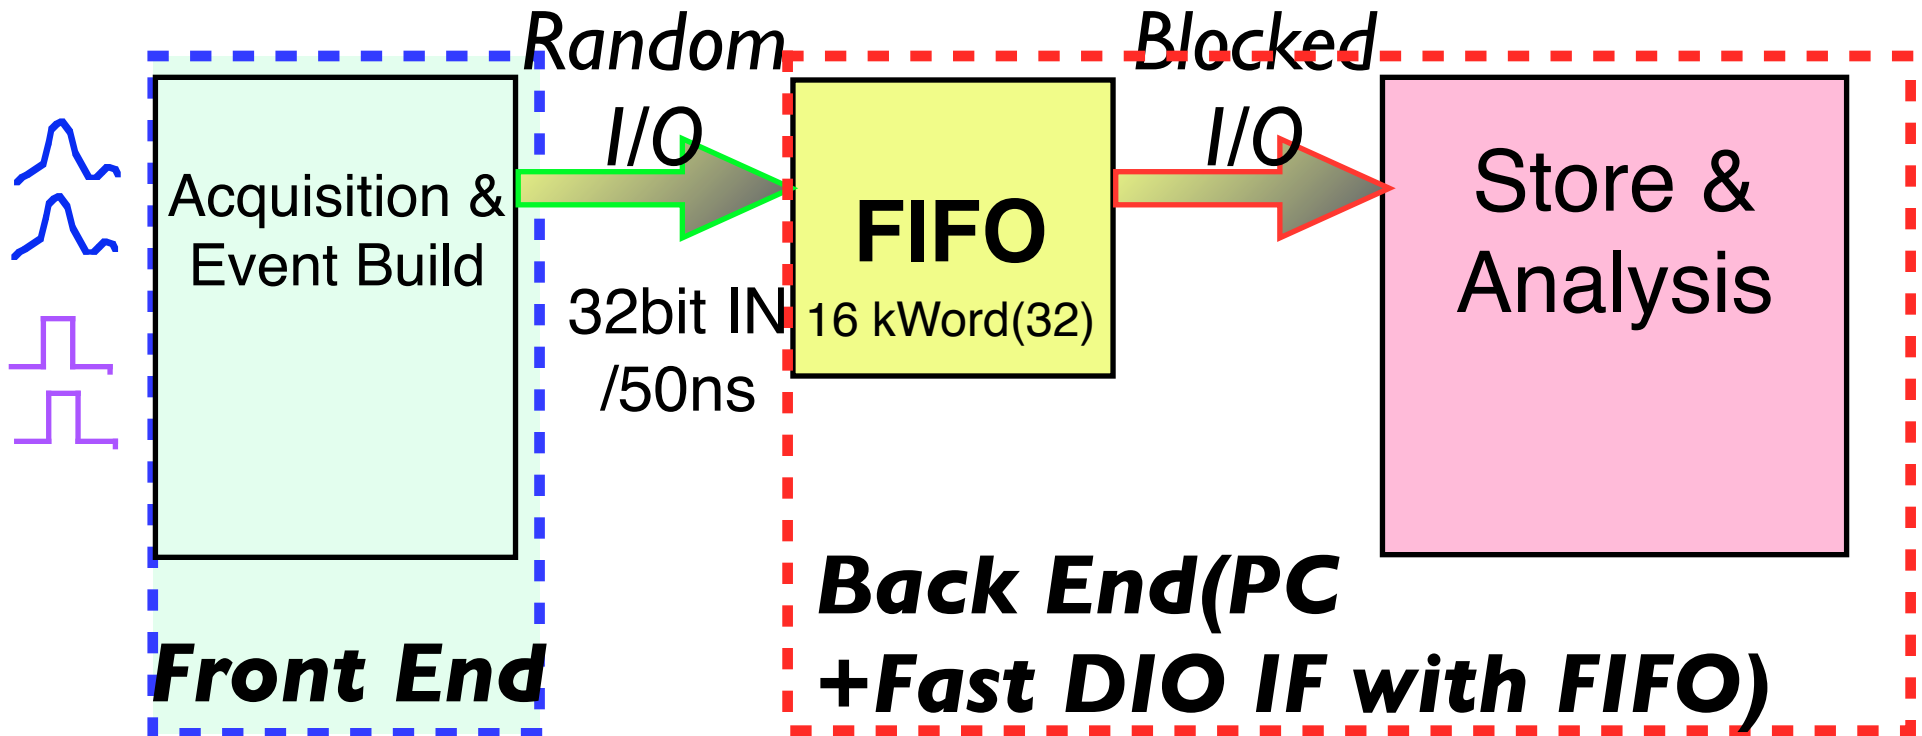 Random
I/O
Blocked
I/O
Acquisition &
Event Build
32bit IN
/50ns
FIFO
16 kWord(32)
Store &
Analysis
Front End
Back End(PC
+Fast DIO IF with FIFO)